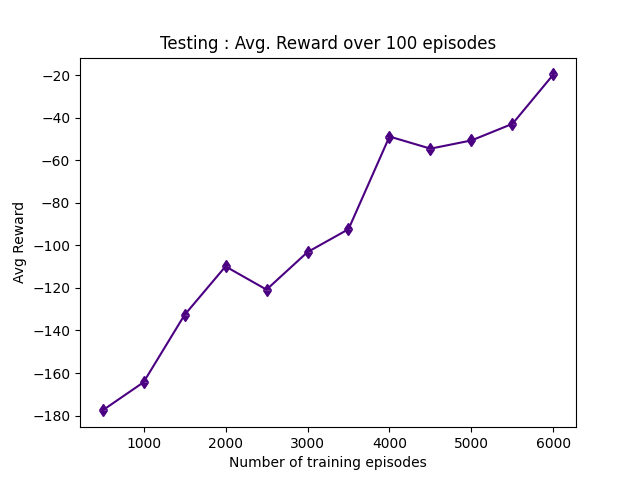 Testing : Avg. Reward over 100 episodes
−20
−40
−60
−80
−100
−120
−140
−160
−180
Avg Reward
1000 2000 3000 4000 5000 6000
Number of training episodes